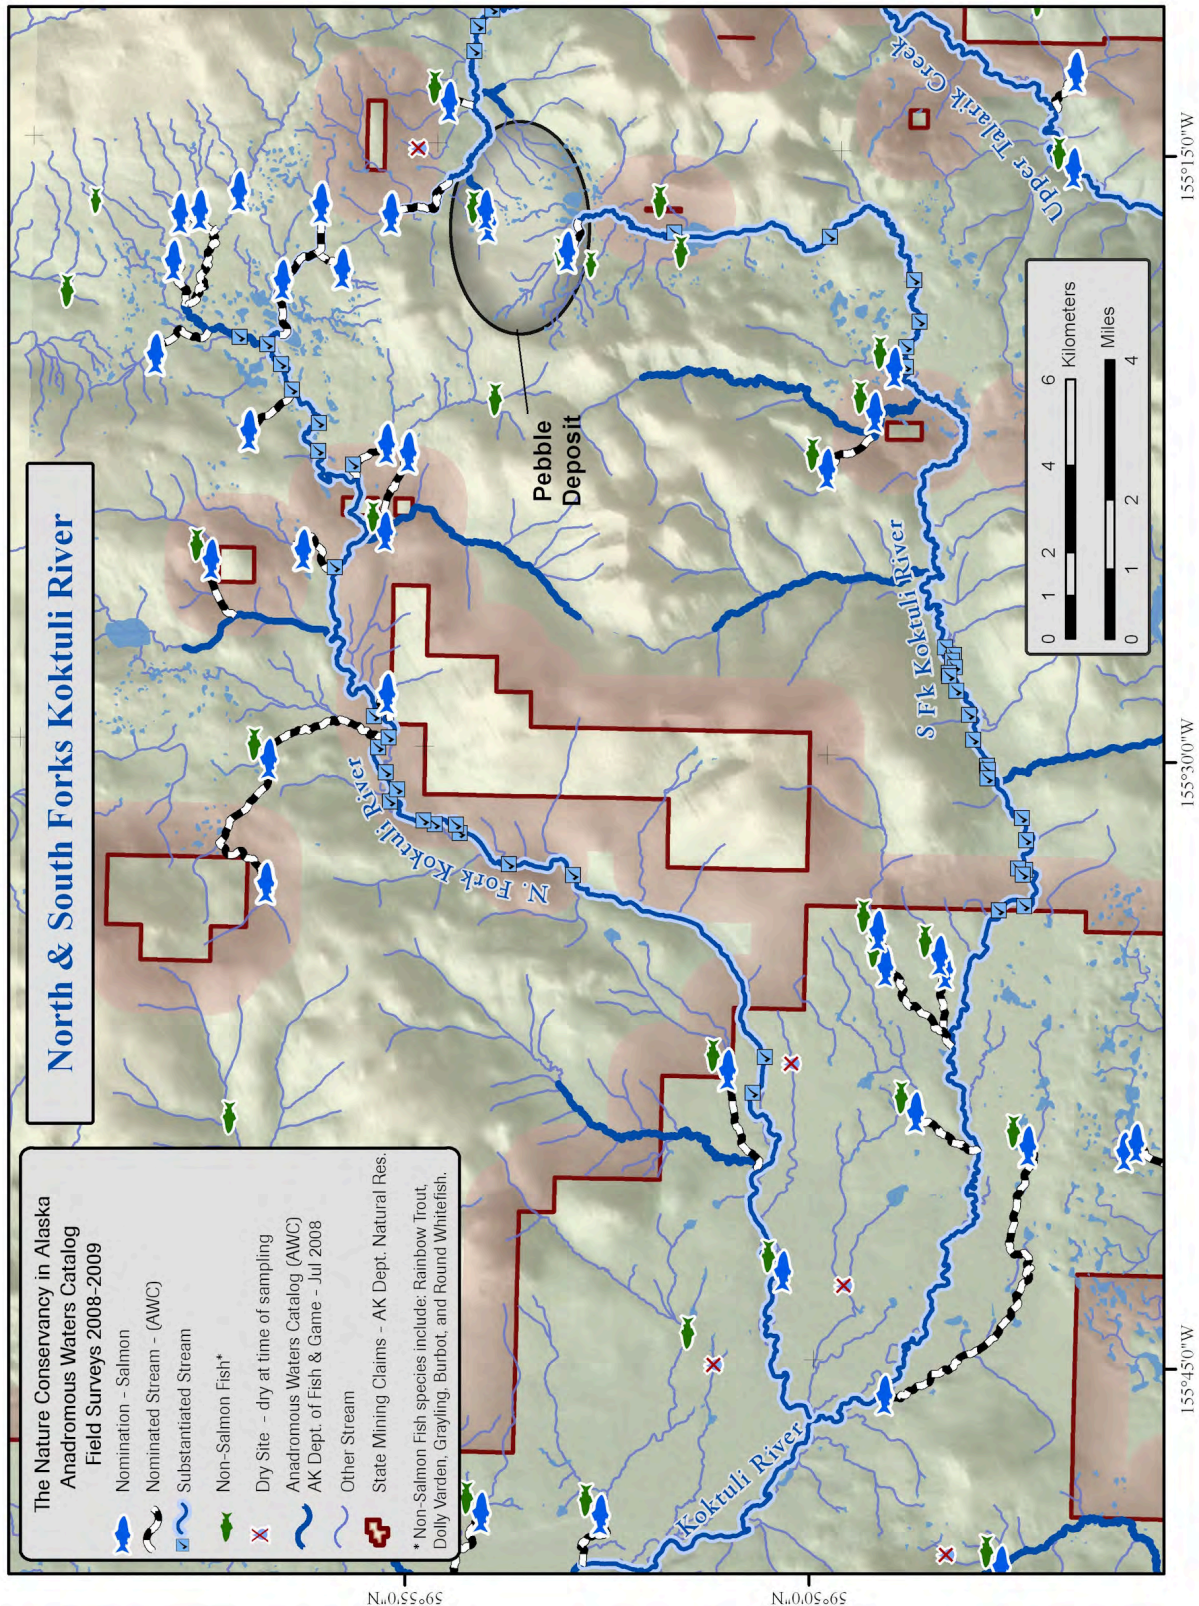 North & South Forks Koktuli River
The Nature Conservancy in Alaska
Anadromous Waters Catalog
Field Surveys 2008-2009
Nomination - Salmon
Nominated Stream - (AWC)
Substantiated Stream
Non-Salmon Fish*
Dry Site - dry at time of sampling
Anadromous Waters Catalog (AWC)
AK Dept. of Fish & Game - Jul 2008
Other Stream
State Mining Claims - AK Dept. Natural Res.
* Non-Salmon Fish species include: Rainbow Trout,
Dolly Varden, Grayling, Burbot, and Round Whitefish.
N. Fork Koktuli River
Pebble
Deposit
Upper Talarik Creek
S Fk Koktuli River
Koktuli River
0 1 2 4 6
Kilometers
0 1 2 4
Miles
59°55'0"N
59°50'0"N
155°45'0"W
155°30'0"W
155°15'0"W